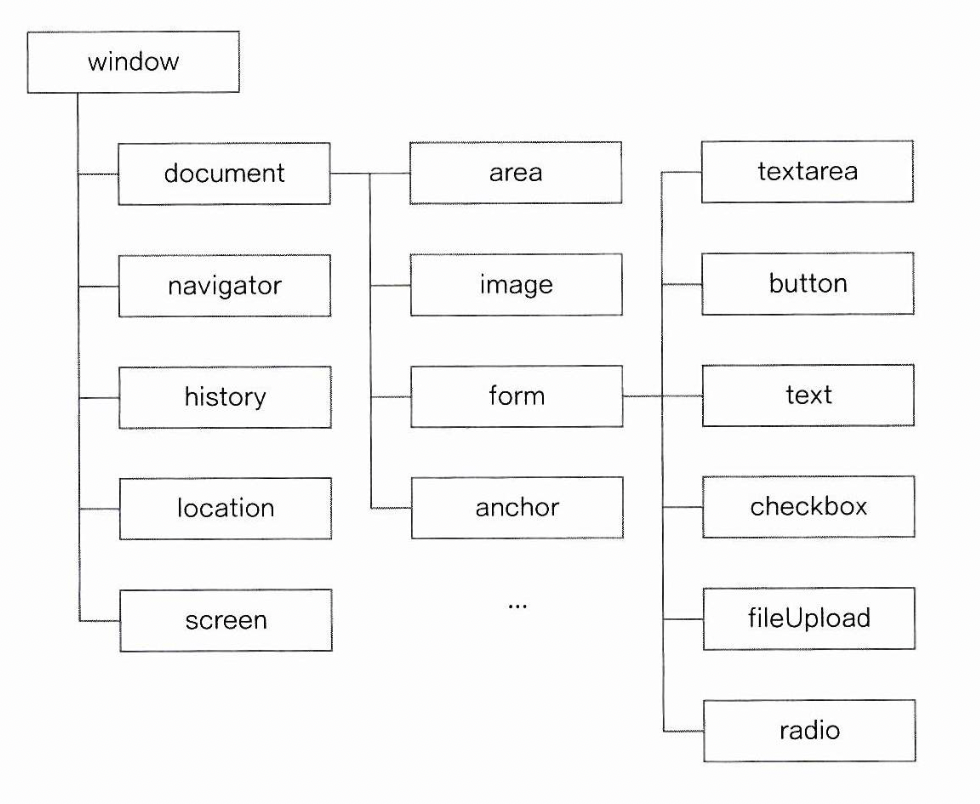 window
document
area
textarea
navigator
image
button
history
form
text
location
anchor
checkbox
screen
...
fileUpload
radio